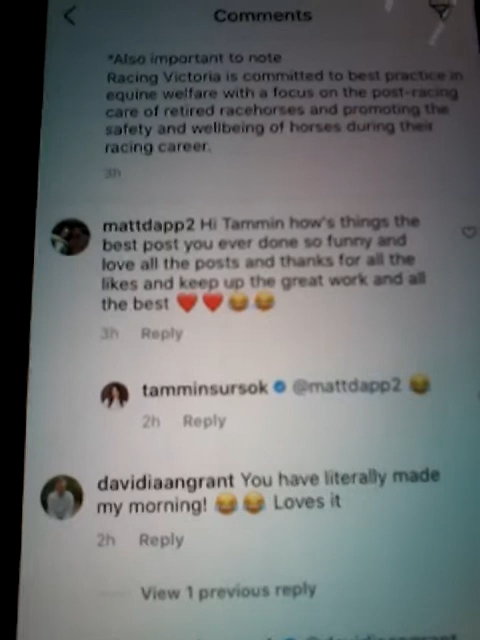 Comments
*Also important to note
Racing Victoria is committed to best practice in
equine welfare with a focus on the post-racing
care of retired racehorses and promoting the
safety and wellbeing of horses during their
racing career.
3h
mattdapp2 Hi Tammin how's things the
best post you ever done so funny and
love all the posts and thanks for all the
likes and keep up the great work and all
the best ❤️ ❤️ 😂 😂
3h Reply
tamminsursok @mattdapp2 😂
2h Reply
davidiaangrant You have literally made
my morning! 😂 😂 Loves it
2h Reply
View 1 previous reply